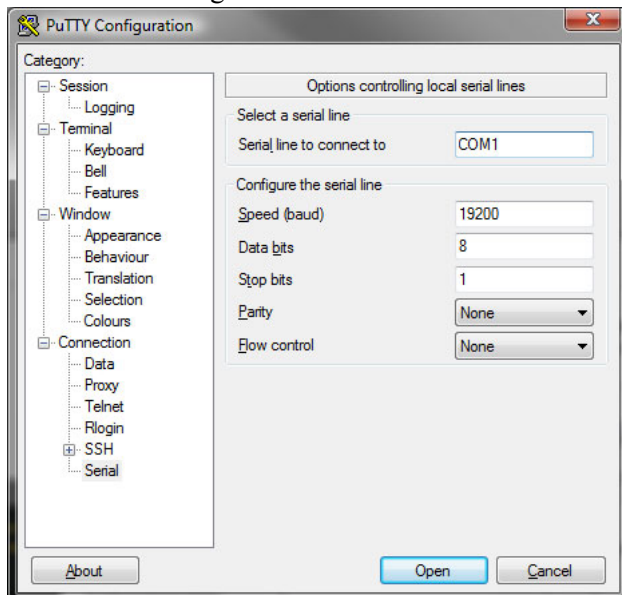 PuTTY Configuration
Category:
Session
Logging
Terminal
Keyboard
Bell
Features
Window
Appearance
Behaviour
Translation
Selection
Colours
Connection
Data
Proxy
Telnet
Rlogin
SSH
Serial
Options controlling local serial lines
Select a serial line
Serial line to connect to COM1
Configure the serial line
Speed (baud) 19200
Data bits 8
Stop bits 1
Parity None
Flow control None
About Open Cancel